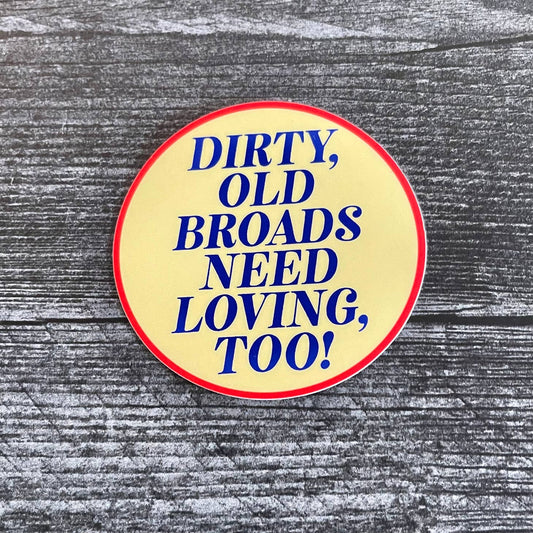 DIRTY,
OLD
BROADS
NEED
LOVING,
TOO!